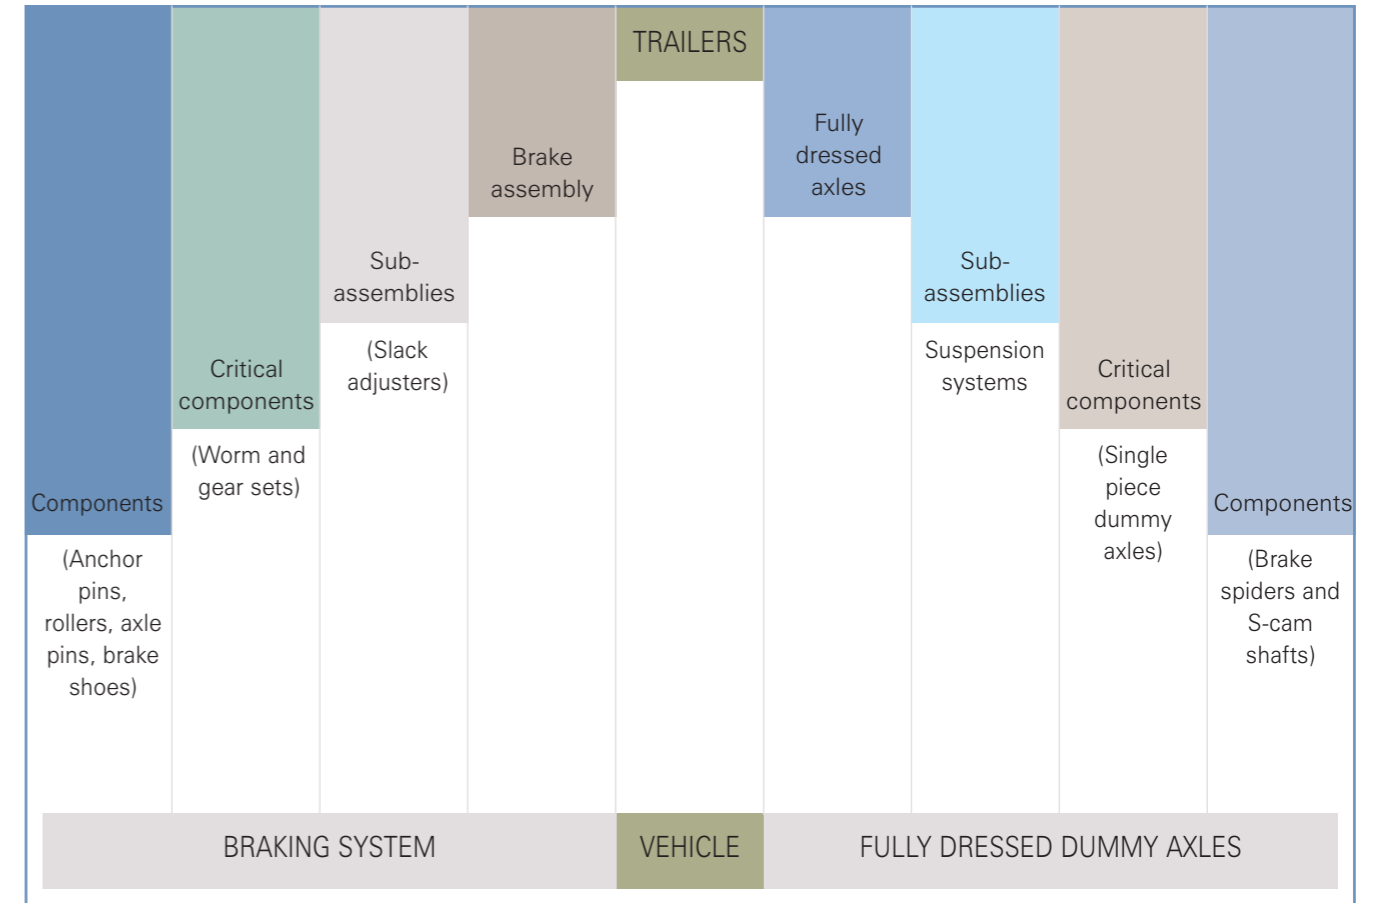 TRAILERS
Components
(Anchor
pins,
rollers, axle
pins, brake
shoes)
Critical
components
(Worm and
gear sets)
Sub-
assemblies
(Slack
adjusters)
Brake
assembly
Fully
dressed
axles
Sub-
assemblies
Suspension
systems
Critical
components
(Single
piece
dummy
axles)
Components
(Brake
spiders and
S-cam
shafts)
BRAKING SYSTEM
VEHICLE
FULLY DRESSED DUMMY AXLES